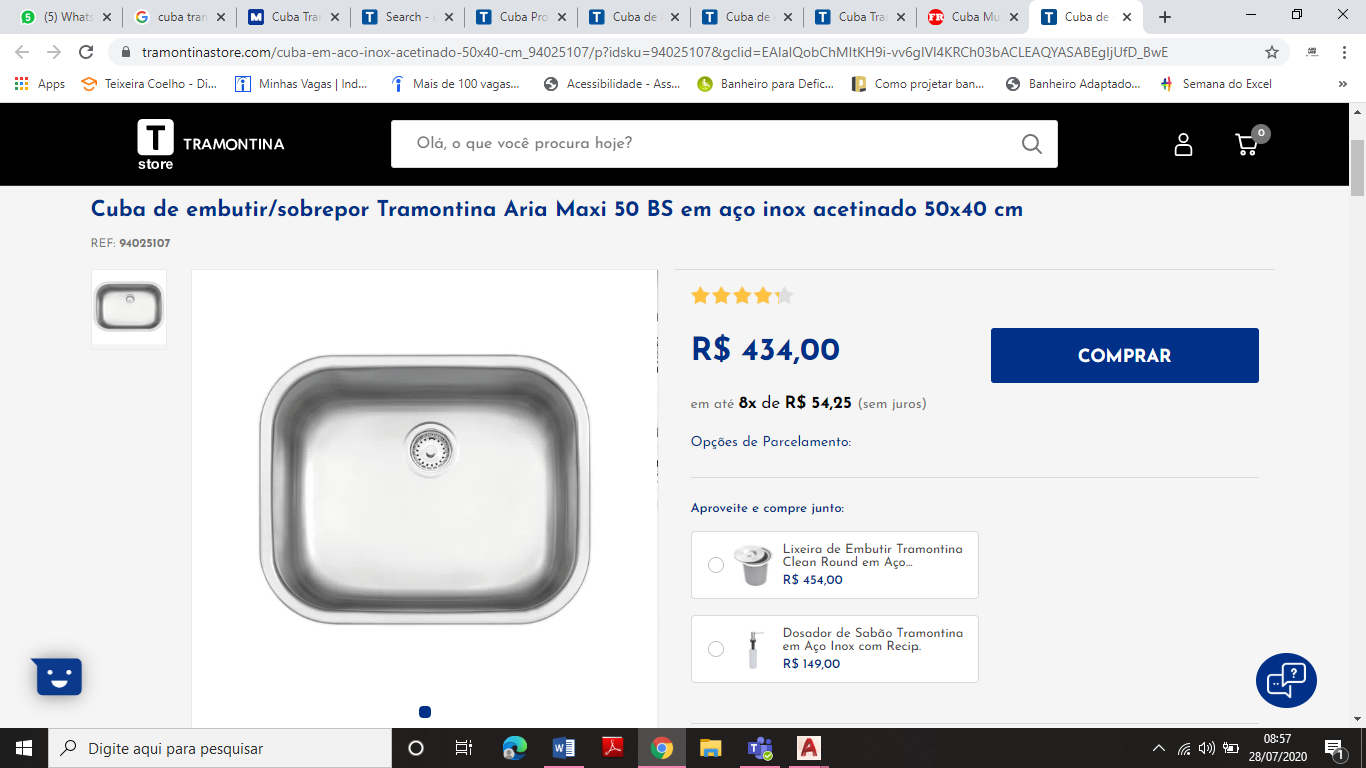 (5) Whats
cuba tran
Cuba Tra
Search -
Cuba Pro
Cuba de
Cuba de
Cuba Tra
Cuba Mu
Cuba de
tramontinastore.com/cuba-em-aco-inox-acetinado-50x40-cm_94025107/p?idsku=94025107&gclid=EAIaIQobChMItKH9i-vv6gIVl4KRCh03bACLEAQYASABEgIjUfD_BwE
Apps
Teixeira Coelho - Di...
Minhas Vagas | Ind...
Mais de 100 vagas...
Acessibilidade - Ass...
Banheiro para Defic...
Como projetar ban...
Banheiro Adaptado...
Semana do Excel
»
T
store
TRAMONTINA
Olá, o que você procura hoje?
0
Cuba de embutir/sobrepor Tramontina Aria Maxi 50 BS em aço inox acetinado 50x40 cm
REF: 94025107
R$ 434,00
COMPRAR
em até 8x de R$ 54,25 (sem juros)
Opções de Parcelamento:
Aproveite e compre junto:
Lixeira de Embutir Tramontina
Clean Round em Aço...
R$ 454,00
Dosador de Sabão Tramontina
em Aço Inox com Recip.
R$ 149,00
Digite aqui para pesquisar
08:57
28/07/2020
1